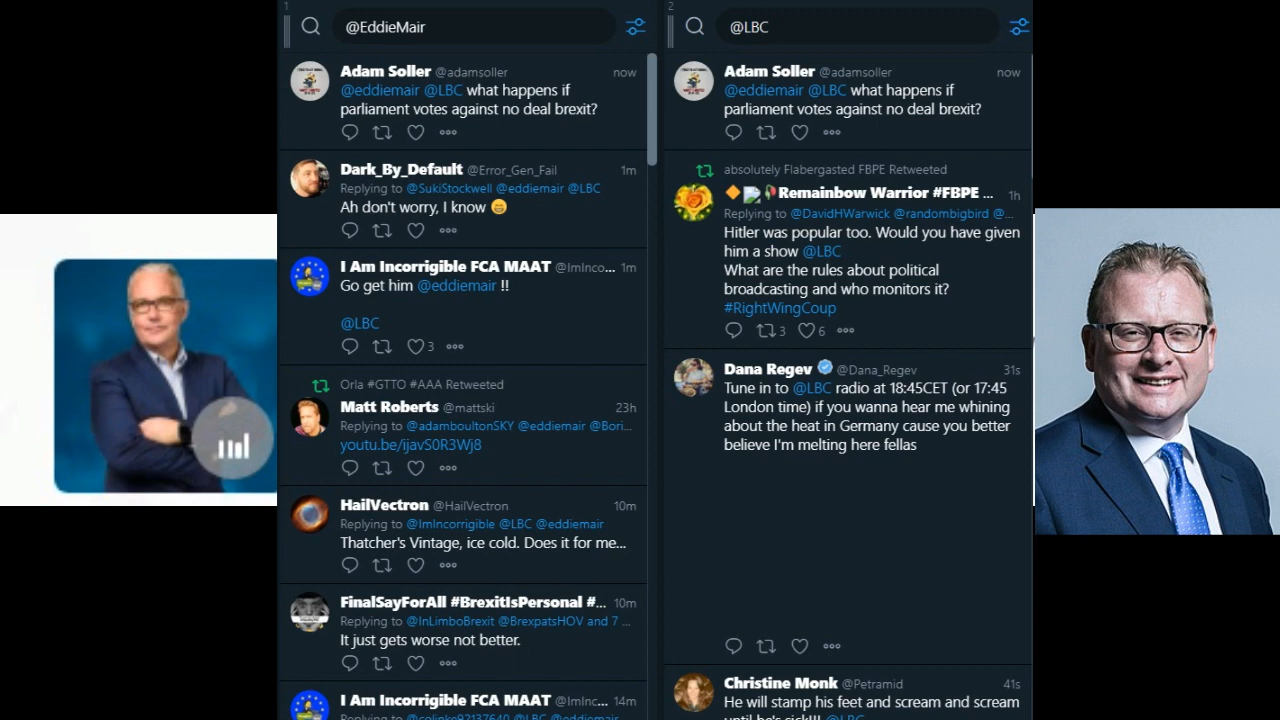 1
@EddieMair
Adam Soller @adamsoller now
@eddiemair @LBC what happens if
parliament votes against no deal brexit?
Dark_By_Default @Error_Gen_Fail 1m
Replying to @SukiStockwell @eddiemair @LBC
Ah don't worry, I know 😁
I Am Incorrigible FCA MAAT @ImInco... 1m
Go get him @eddiemair !!
@LBC
3
Orla #GTTO #AAA Retweeted
Matt Roberts @mattski 23h
Replying to @adamboultonSKY @eddiemair @Bori...
youtu.be/ijavS0R3Wj8
HailVectron @HailVectron 10m
Replying to @ImIncorrigible @LBC @eddiemair
Thatcher's Vintage, ice cold. Does it for me...
FinalSayForAll #BrexitIsPersonal #... 10m
Replying to @InLimboBrexit @BrexpatsHOV and 7 ...
It just gets worse not better.
I Am Incorrigible FCA MAAT @ImInc... 14m
Replying to @colinke92137640 @LBC @eddiemair
2
@LBC
Adam Soller @adamsoller now
@eddiemair @LBC what happens if
parliament votes against no deal brexit?
absolutely Flabergasted FBPE Retweeted
🔶🥀Remainbow Warrior #FBPE ... 1h
Replying to @DavidHWarwick @randombigbird @...
Hitler was popular too. Would you have given
him a show @LBC
What are the rules about political
broadcasting and who monitors it?
#RightWingCoup
3 6
Dana Regev @Dana_Regev 31s
Tune in to @LBC radio at 18:45CET (or 17:45
London time) if you wanna hear me whining
about the heat in Germany cause you better
believe I'm melting here fellas
Christine Monk @Petramid 41s
He will stamp his feet and scream and scream
until he's sick!!! @LBC